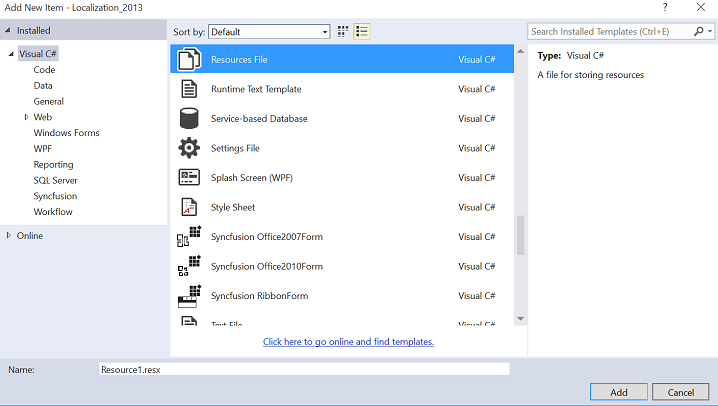 Add New Item - Localization_2013
? ×
Installed
Sort by: Default
Search Installed Templates (Ctrl+E)
Visual C#
Code
Data
General
Web
Windows Forms
WPF
Reporting
SQL Server
Syncfusion
Workflow
Online
Resources File Visual C#
Runtime Text Template Visual C#
Service-based Database Visual C#
Settings File Visual C#
Splash Screen (WPF) Visual C#
Style Sheet Visual C#
Syncfusion Office2007Form Visual C#
Syncfusion Office2010Form Visual C#
Syncfusion RibbonForm Visual C#
Text File Visual C#
Click here to go online and find templates.
Type: Visual C#
A file for storing resources
Name: Resource1.resx
Add Cancel